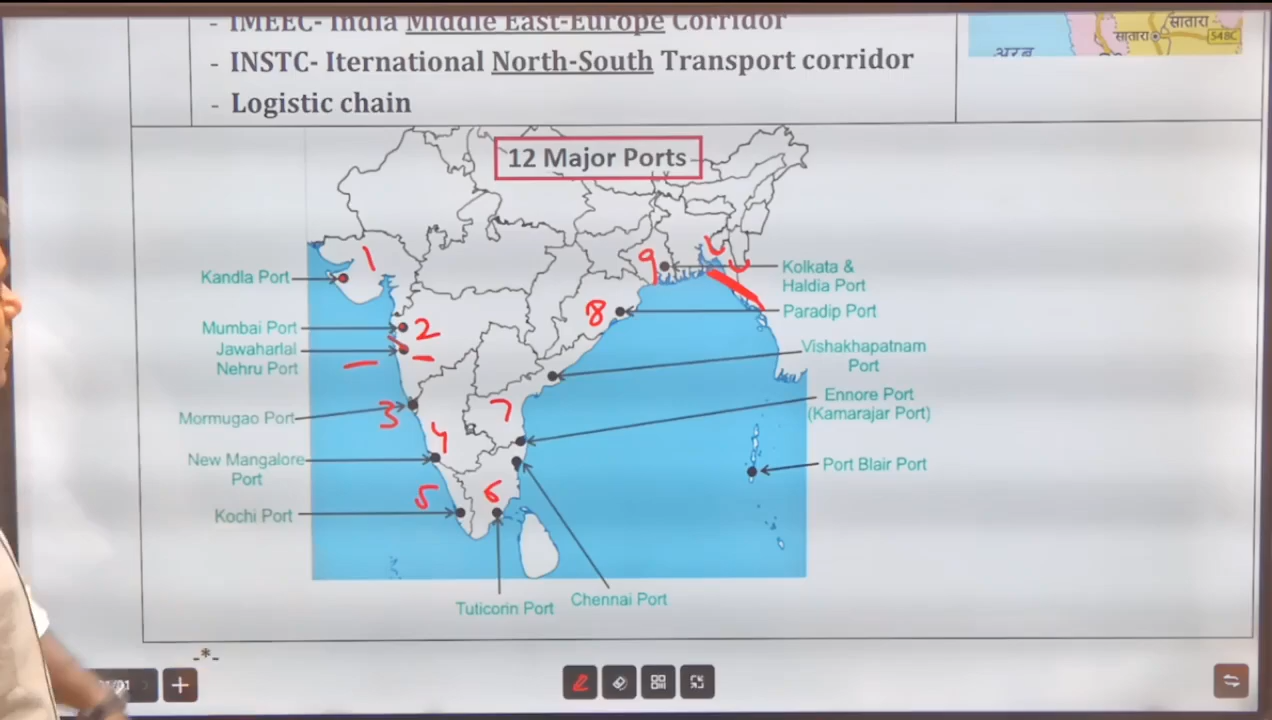 - IMEEC- India Middle East-Europe Corridor
- INSTC- Iternational North-South Transport corridor
- Logistic chain
सातारा
सातारा
548C
अरब
12 Major Ports
1
9
Kandla Port
Kolkata &
Haldia Port
8
Paradip Port
Mumbai Port
2
Jawaharlal
Nehru Port
Vishakhapatnam
Port
Mormugao Port
3
7
Ennore Port
(Kamarajar Port)
4
New Mangalore
Port
Port Blair Port
5
6
Kochi Port
Tuticorin Port
Chennai Port
-*-